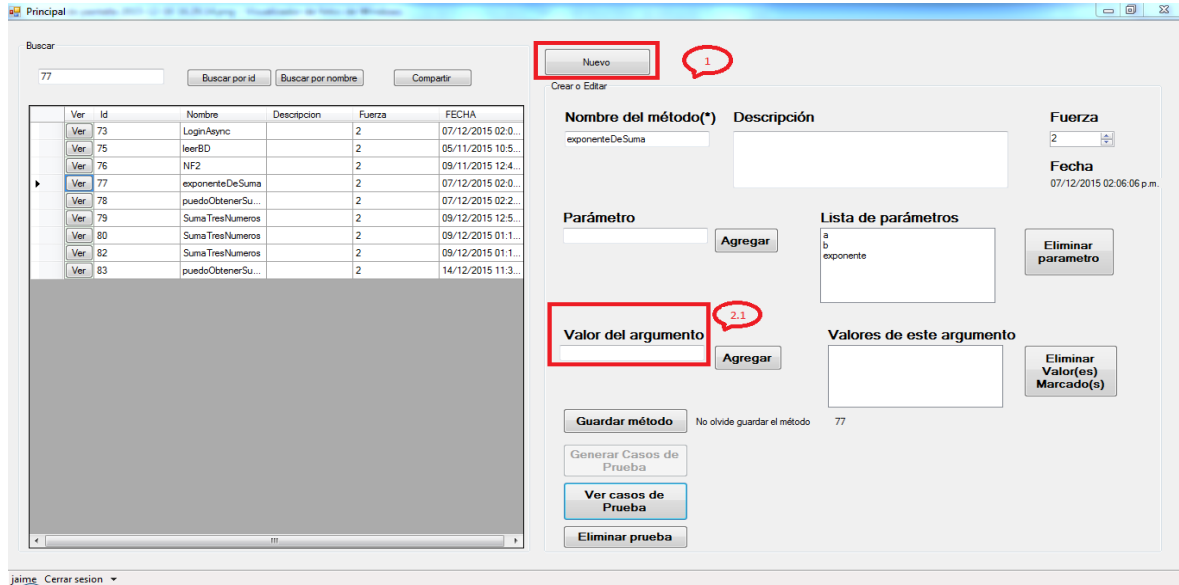 Principal
Buscar
77 Buscar por id Buscar por nombre Compartir
Ver Id Nombre Descripcion Fuerza FECHA
Ver 73 LoginAsync 2 07/12/2015 02:0...
Ver 75 leerBD 2 05/11/2015 10:5...
Ver 76 NF2 2 09/11/2015 12:4...
Ver 77 exponenteDeSuma 2 07/12/2015 02:0...
Ver 78 puedoObtenerSu... 2 07/12/2015 02:2...
Ver 79 SumaTresNumeros 2 09/12/2015 12:5...
Ver 80 SumaTresNumeros 2 09/12/2015 01:1...
Ver 82 SumaTresNumeros 2 09/12/2015 01:1...
Ver 83 puedoObtenerSu... 2 14/12/2015 11:3...
Nuevo 1
Crear o Editar
Nombre del método(*) Descripción Fuerza
exponenteDeSuma 2
Fecha
07/12/2015 02:06:06 p.m.
Parámetro Lista de parámetros
Agregar
a
b
exponente
Eliminar
parametro
2.1
Valor del argumento Valores de este argumento
Agregar
Eliminar
Valor(es)
Marcado(s)
Guardar método No olvide guardar el método 77
Generar Casos de
Prueba
Ver casos de
Prueba
Eliminar prueba
jaime Cerrar sesion